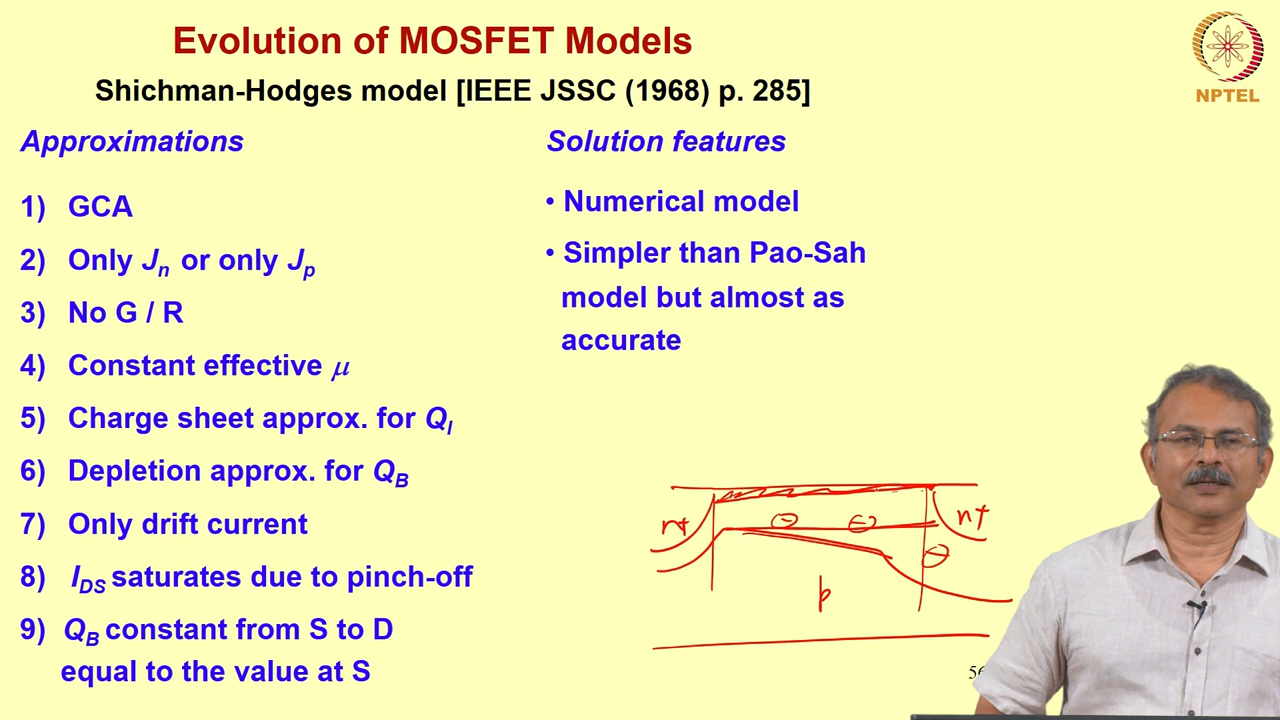 Evolution of MOSFET Models
NPTEL
Shichman-Hodges model [IEEE JSSC (1968) p. 285]
Approximations
1) GCA
2) Only Jn or only Jp
3) No G / R
4) Constant effective μ
5) Charge sheet approx. for QI
6) Depletion approx. for QB
7) Only drift current
8) IDS saturates due to pinch-off
9) QB constant from S to D
equal to the value at S
Solution features
• Numerical model
• Simpler than Pao-Sah
model but almost as
accurate
n+
n+
p